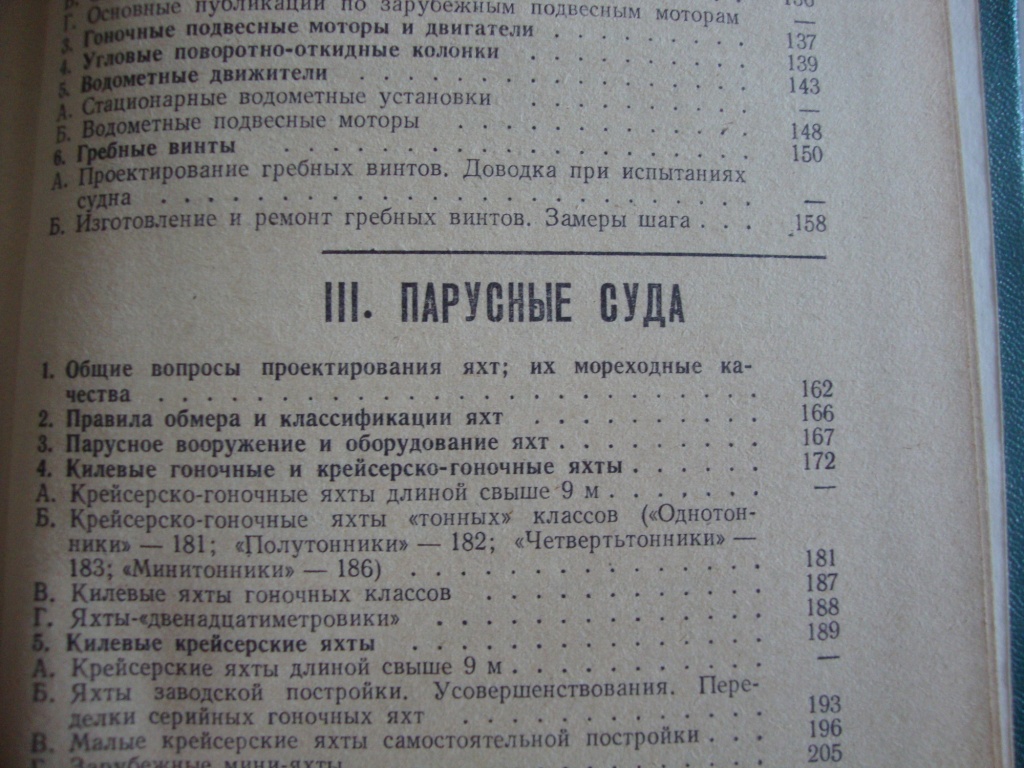 Г. Основные публикации по зарубежным подвесным моторам —
3. Гоночные подвесные моторы и двигатели . . . . . . . 137
4. Угловые поворотно-откидные колонки . . . . . . . 139
5. Водометные движители . . . . . . . . . . . . 143
А. Стационарные водометные установки . . . . . . . —
Б. Водометные подвесные моторы . . . . . . . . . 148
6. Гребные винты . . . . . . . . . . . . . . 150
А. Проектирование гребных винтов. Доводка при испытаниях
судна . . . . . . . . . . . . . . . . . . —
Б. Изготовление и ремонт гребных винтов. Замеры шага . . . 158
III. ПАРУСНЫЕ СУДА
1. Общие вопросы проектирования яхт; их мореходные ка-
чества . . . . . . . . . . . . . . . . . . 162
2. Правила обмера и классификации яхт . . . . . . . 166
3. Парусное вооружение и оборудование яхт . . . . . . . 167
4. Килевые гоночные и крейсерско-гоночные яхты . . . . . 172
А. Крейсерско-гоночные яхты длиной свыше 9 м . . . . . . —
Б. Крейсерско-гоночные яхты «тонных» классов («Однотон-
ники» — 181; «Полутонники» — 182; «Четвертьтонники» —
183; «Минитонники» — 186) . . . . . . . . . . 181
В. Килевые яхты гоночных классов . . . . . . . . 187
Г. Яхты-«двенадцатиметровики» . . . . . . . . . 188
5. Килевые крейсерские яхты . . . . . . . . . . 189
А. Крейсерские яхты длиной свыше 9 м . . . . . . . . —
Б. Яхты заводской постройки. Усовершенствования. Пере-
делки серийных гоночных яхт . . . . . . . . . 193
В. Малые крейсерские яхты самостоятельной постройки . . . 196
Г. Зарубежные мини-яхты . . . . . . . . . . . 205